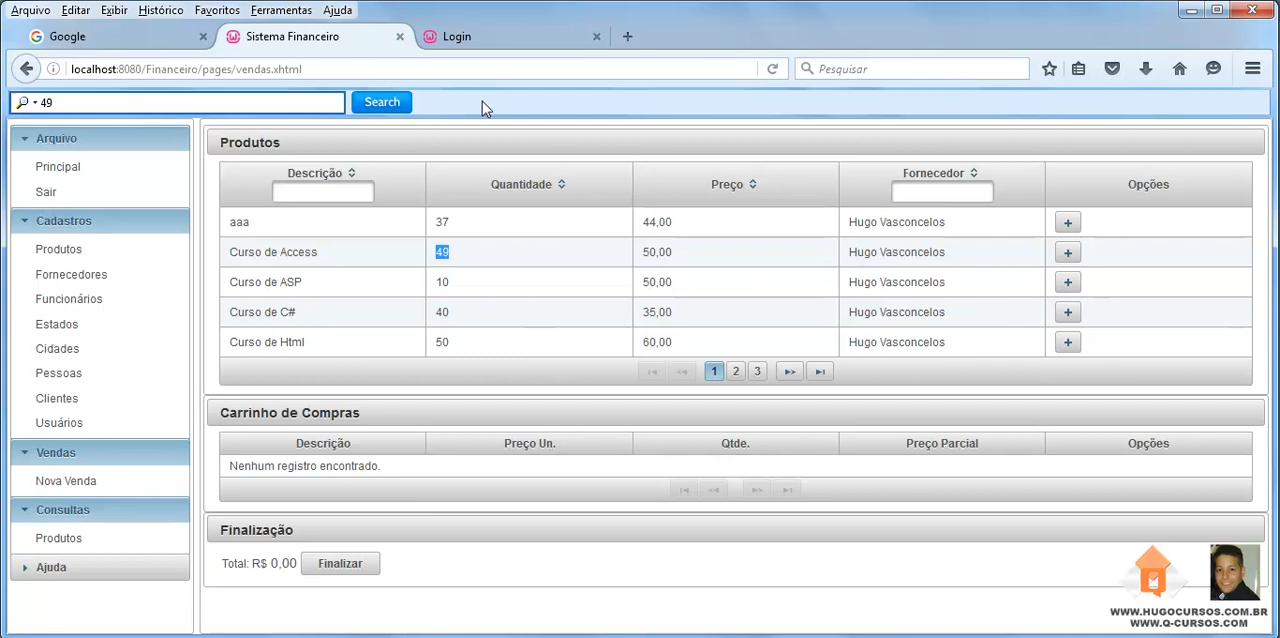 Arquivo Editar Exibir Histórico Favoritos Ferramentas Ajuda
Google Sistema Financeiro Login
localhost:8080/Financeiro/pages/vendas.xhtml Pesquisar
49 Search
Arquivo
Principal
Sair
Cadastros
Produtos
Fornecedores
Funcionários
Estados
Cidades
Pessoas
Clientes
Usuários
Vendas
Nova Venda
Consultas
Produtos
Ajuda
Produtos
Descrição Quantidade Preço Fornecedor Opções
aaa 37 44,00 Hugo Vasconcelos +
Curso de Access 49 50,00 Hugo Vasconcelos +
Curso de ASP 10 50,00 Hugo Vasconcelos +
Curso de C# 40 35,00 Hugo Vasconcelos +
Curso de Html 50 60,00 Hugo Vasconcelos +
1 2 3
Carrinho de Compras
Descrição Preço Un. Qtde. Preço Parcial Opções
Nenhum registro encontrado.
Finalização
Total: R$ 0,00 Finalizar
WWW.HUGOCURSOS.COM.BR
WWW.Q-CURSOS.COM